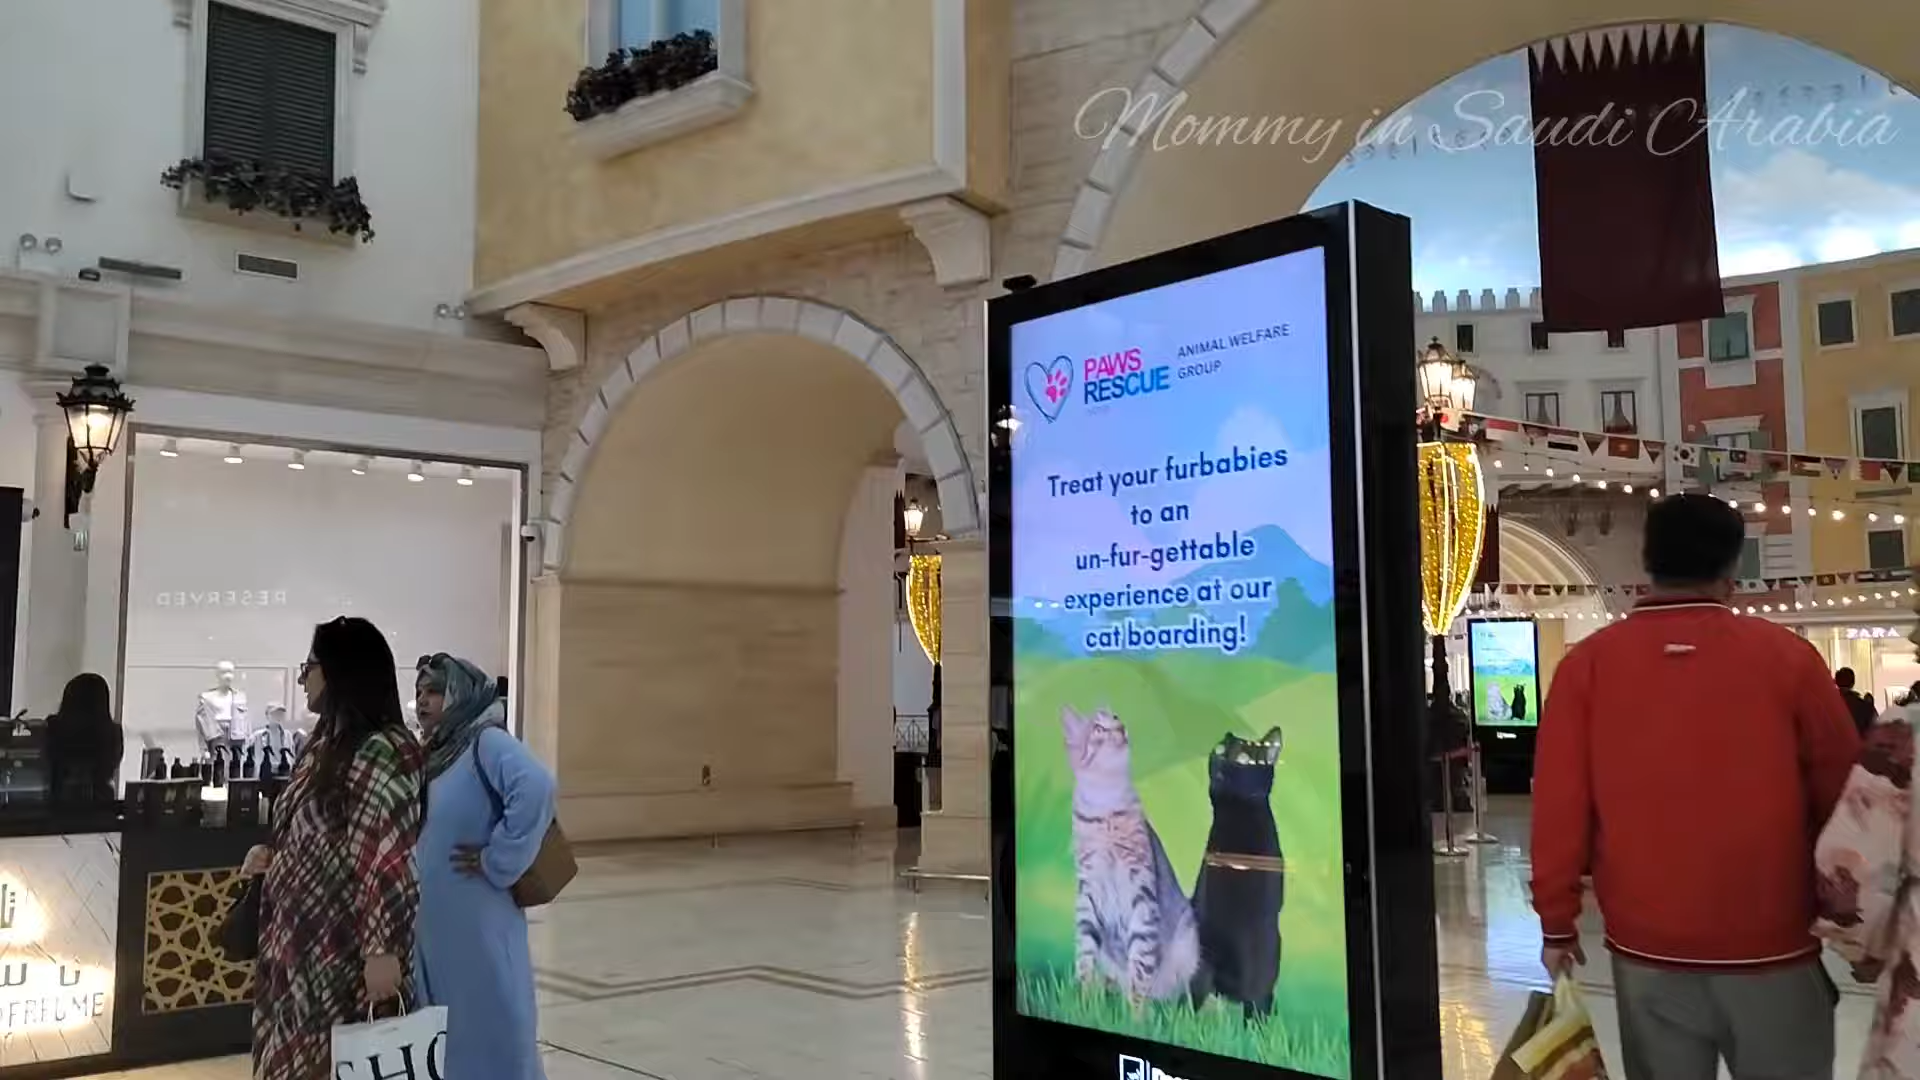 Mommy in Saudi Arabia
PAWS
RESCUE
ANIMAL WELFARE
GROUP
Treat your furbabies
to an
un-fur-gettable
experience at our
cat boarding!
RESERVED
ZARA
SHO